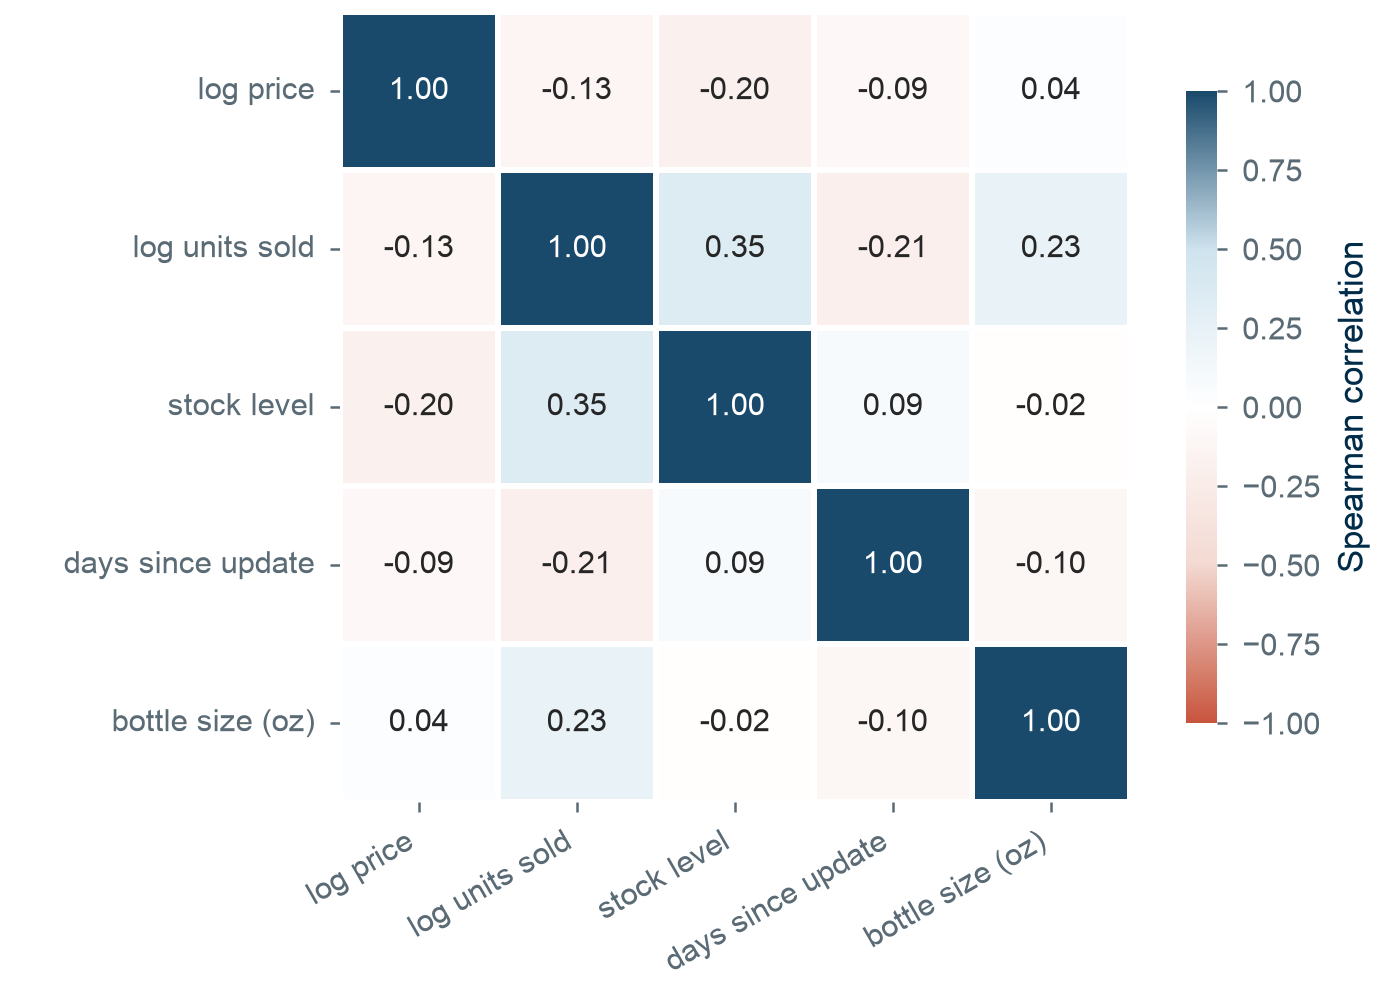 log price 1.00 -0.13 -0.20 -0.09 0.04
log units sold -0.13 1.00 0.35 -0.21 0.23
stock level -0.20 0.35 1.00 0.09 -0.02
days since update -0.09 -0.21 0.09 1.00 -0.10
bottle size (oz) 0.04 0.23 -0.02 -0.10 1.00
log price
log units sold
stock level
days since update
bottle size (oz)
1.00
0.75
0.50
0.25
0.00
−0.25
−0.50
−0.75
−1.00
Spearman correlation